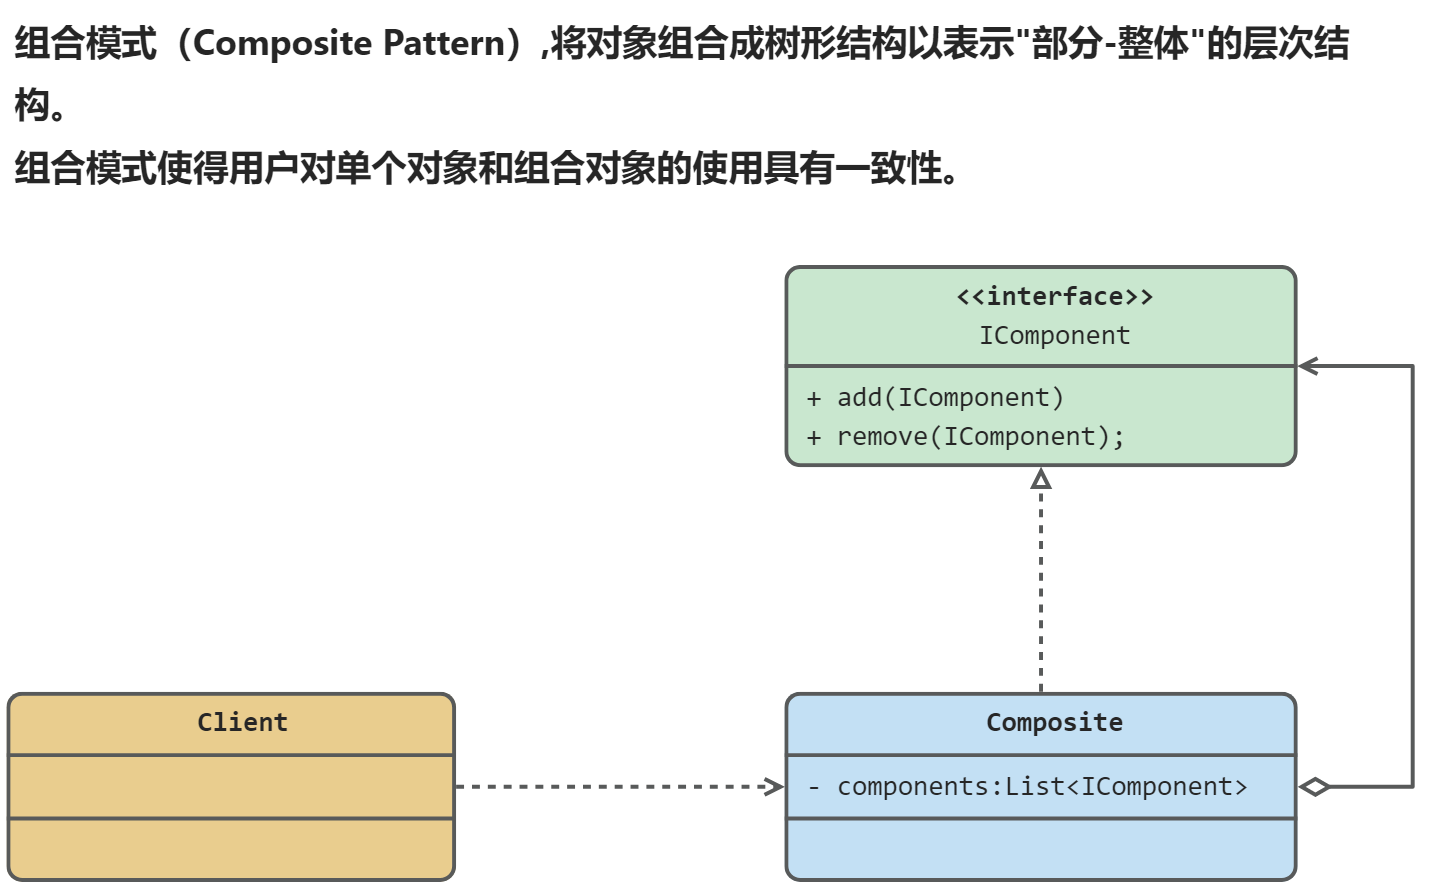 组合模式（Composite Pattern）,将对象组合成树形结构以表示"部分-整体"的层次结
构。
组合模式使得用户对单个对象和组合对象的使用具有一致性。
<<interface>>
IComponent
+ add(IComponent)
+ remove(IComponent);
Client
Composite
- components:List<IComponent>